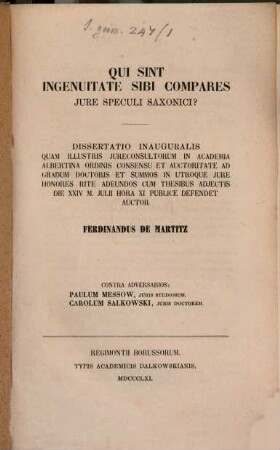 J. gym. 247/1
QUI SINT
INGENUITATE SIBI COMPARES
JURE SPECULI SAXONICI?
DISSERTATIO INAUGURALIS
QUAM ILLUSTRIS JURECONSULTORUM IN ACADEMIA
ALBERTINA ORDINIS CONSENSU ET AUCTORITATE AD
GRADUM DOCTORIS ET SUMMOS IN UTROQUE JURE
HONORES RITE ADEUNDOS CUM THESIBUS ADJECTIS
DIE XXIV M. JULII HORA XI PUBLICE DEFENDET
AUCTOR
FERDINANDUS DE MARTITZ
CONTRA ADVERSARIOS:
PAULUM MESSOW, JURIS STUDIOSUM.
CAROLUM SALKOWSKI, JURIS DOCTOREM.
REGIMONTII BORUSSORUM.
TYPIS ACADEMICIS DALKOWSKIANIS.
MDCCCLXI.